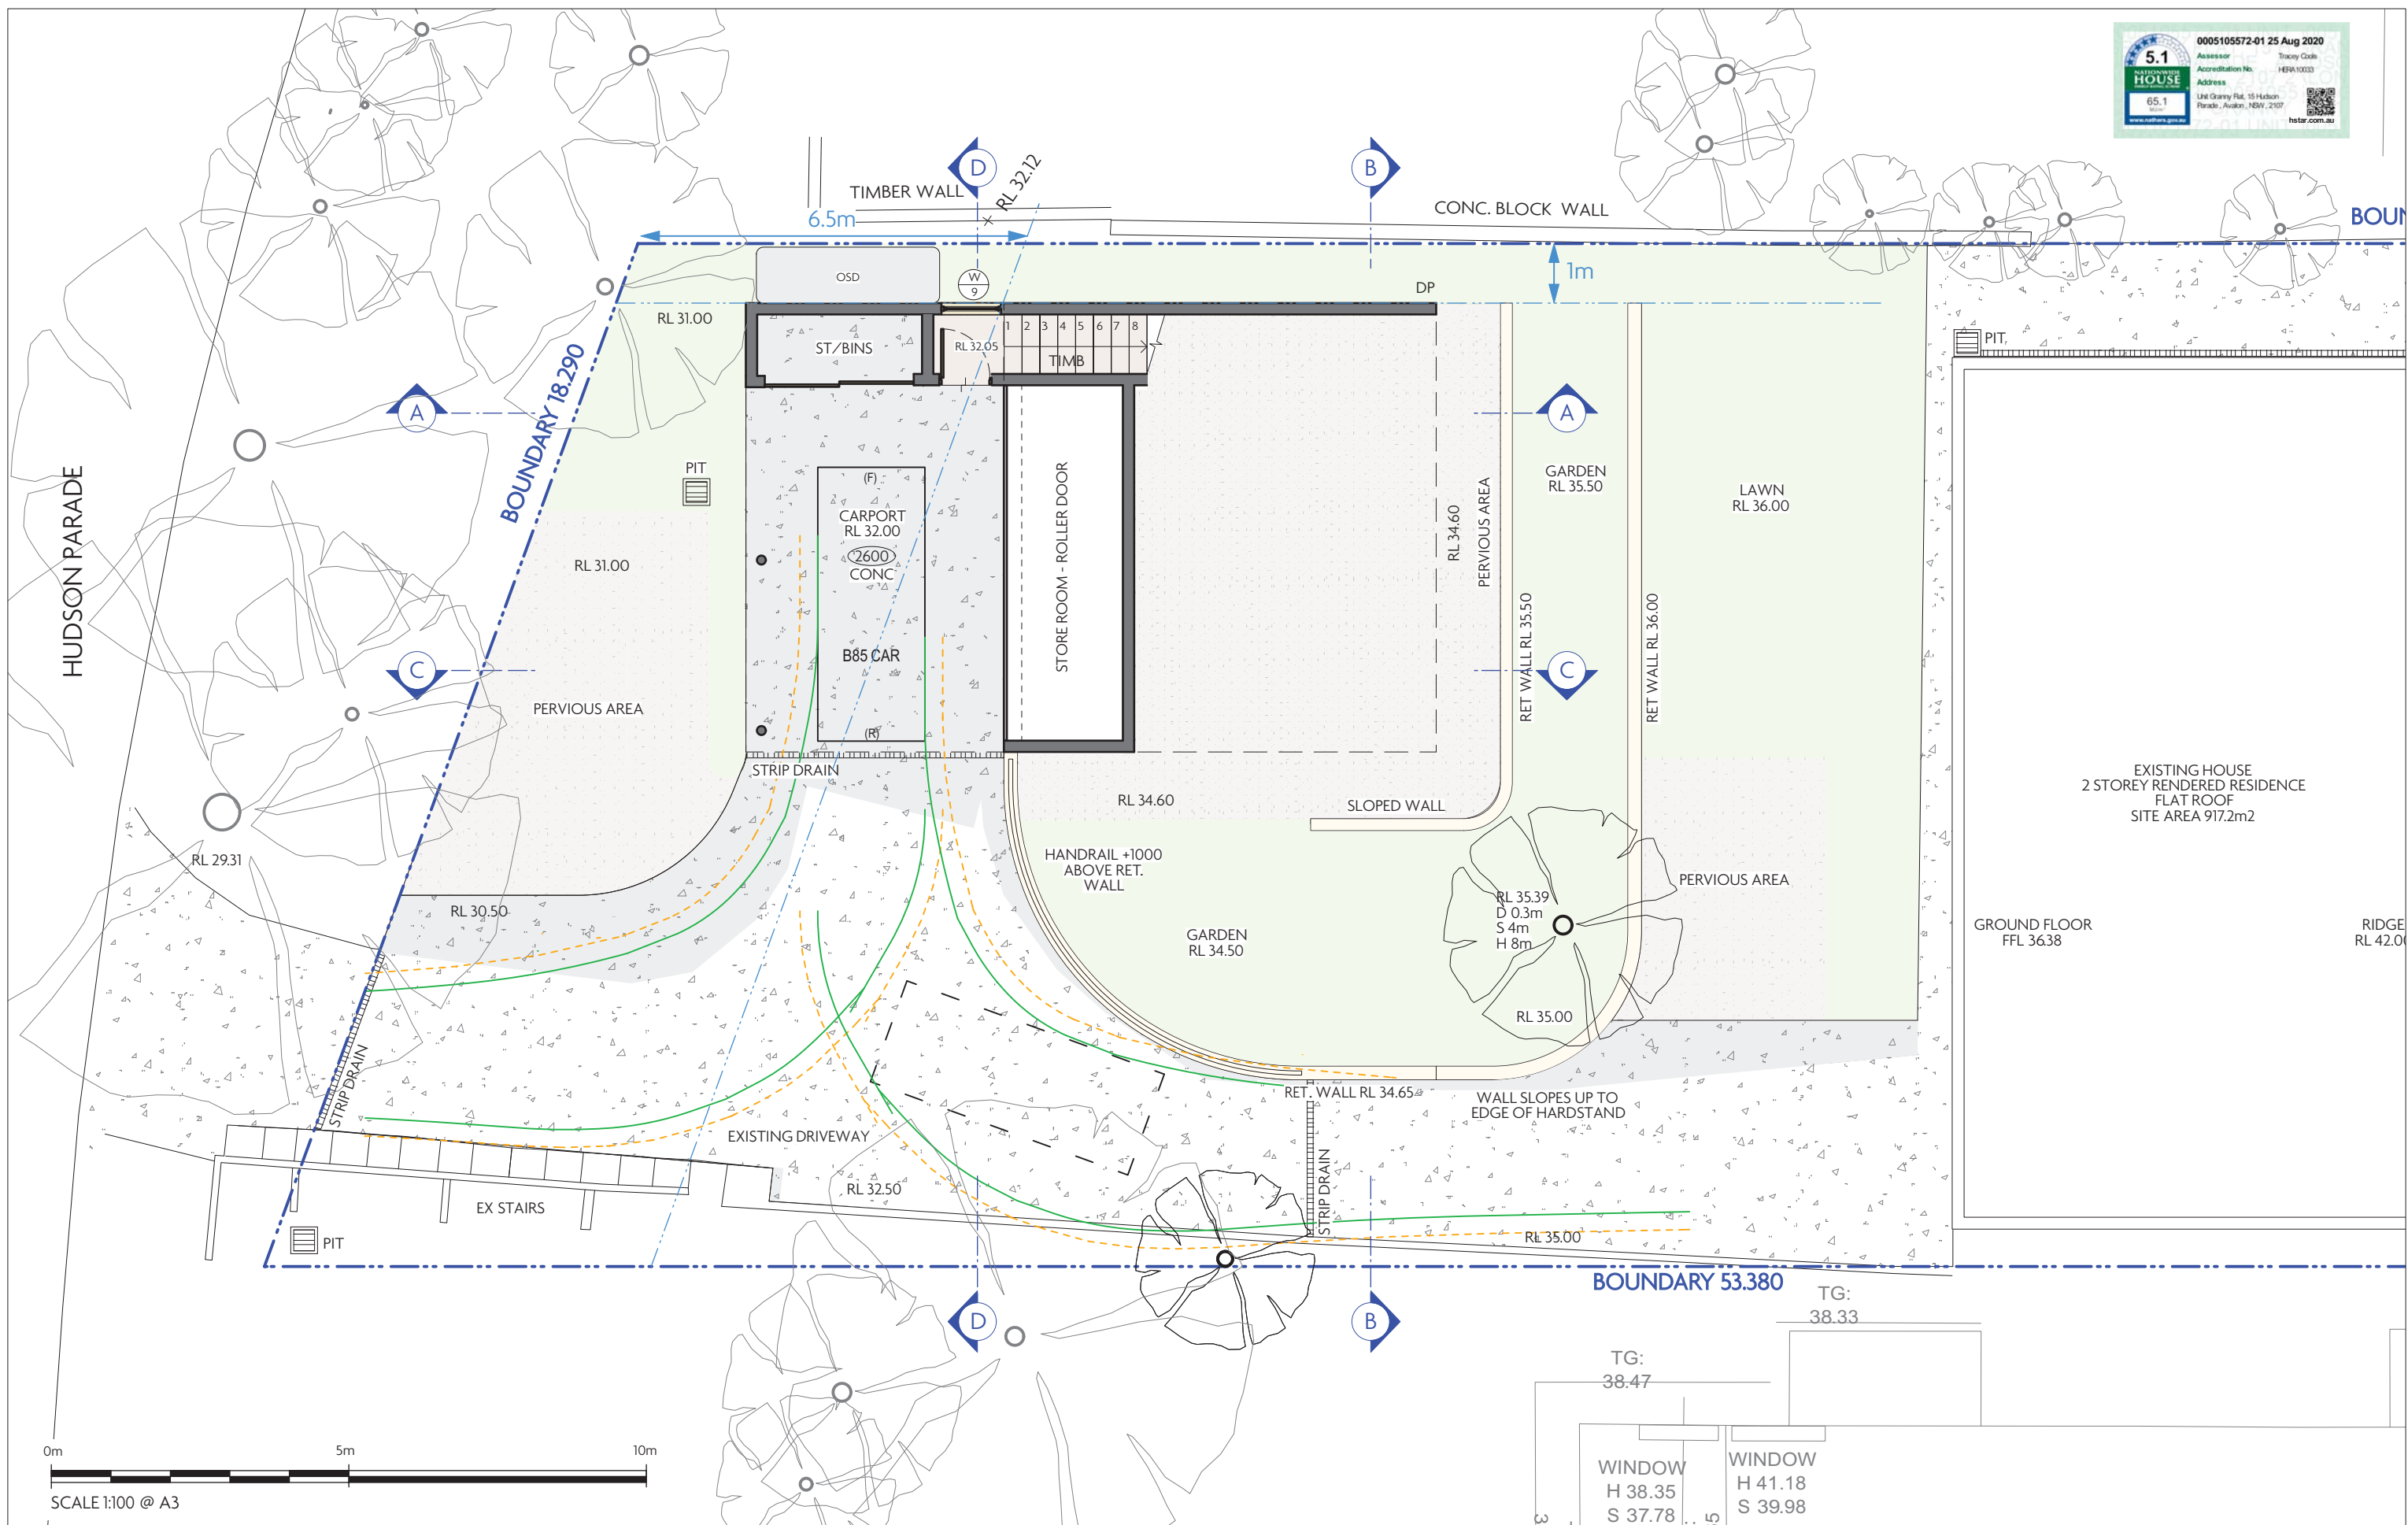 5.1
NATIONWIDE
HOUSE
65.1
www.nathers.gov.au
0005105572-01 25 Aug 2020
Assessor Tracey Cools
Accreditation No. HERA10033
Address
Unit Granny Flat, 15 Hudson
Parade, Avalon, NSW, 2107
hstar.com.au
D
B
RL 32.12
TIMBER WALL
6.5m
CONC. BLOCK WALL
BOUN
1m
OSD
W
9
DP
RL 31.00
ST/BINS
RL 32.05
1 2 3 4 5 6 7 8
TIMB
PIT
BOUNDARY 18.290
A
A
HUDSON PARADE
PIT
(F)
CARPORT
RL 32.00
2600
CONC
B85 CAR
(R)
STORE ROOM - ROLLER DOOR
RL 34.60
PERVIOUS AREA
GARDEN
RL 35.50
LAWN
RL 36.00
RL 31.00
RET WALL RL 35.50
RET WALL RL 36.00
C
C
PERVIOUS AREA
STRIP DRAIN
RL 34.60
SLOPED WALL
EXISTING HOUSE
2 STOREY RENDERED RESIDENCE
FLAT ROOF
SITE AREA 917.2m2
RL 29.31
HANDRAIL +1000
ABOVE RET.
WALL
PERVIOUS AREA
RL 30.50
RL 35.39
D 0.3m
S 4m
H 8m
GARDEN
RL 34.50
GROUND FLOOR
FFL 36.38
RIDGE
RL 42.0
RL 35.00
STRIP DRAIN
RET. WALL RL 34.65
WALL SLOPES UP TO
EDGE OF HARDSTAND
EXISTING DRIVEWAY
RL 32.50
STRIP DRAIN
EX STAIRS
PIT
RL 35.00
BOUNDARY 53.380
D
B
TG:
38.33
TG:
38.47
0m 5m 10m
SCALE 1:100 @ A3
WINDOW
H 38.35
S 37.78
WINDOW
H 41.18
S 39.98